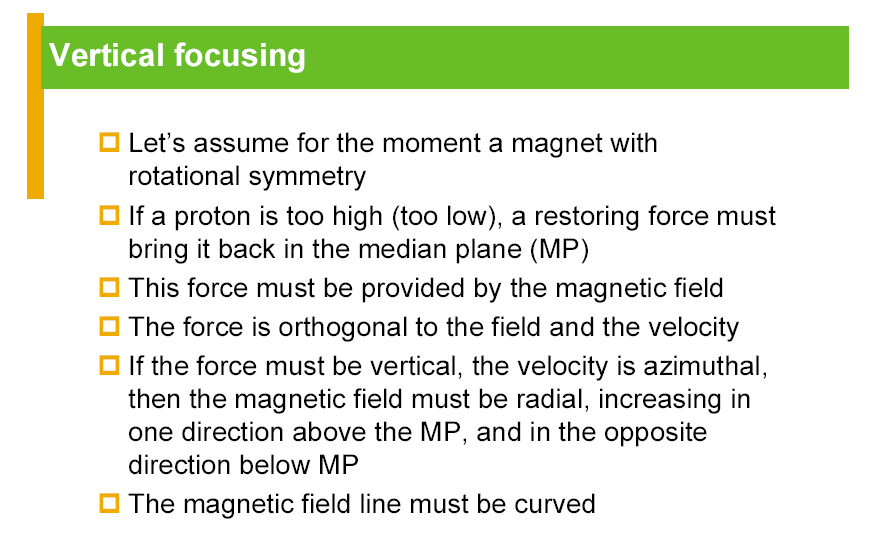 Vertical focusing
Let’s assume for the moment a magnet with
rotational symmetry
If a proton is too high (too low), a restoring force must
bring it back in the median plane (MP)
This force must be provided by the magnetic field
The force is orthogonal to the field and the velocity
If the force must be vertical, the velocity is azimuthal,
then the magnetic field must be radial, increasing in
one direction above the MP, and in the opposite
direction below MP
The magnetic field line must be curved